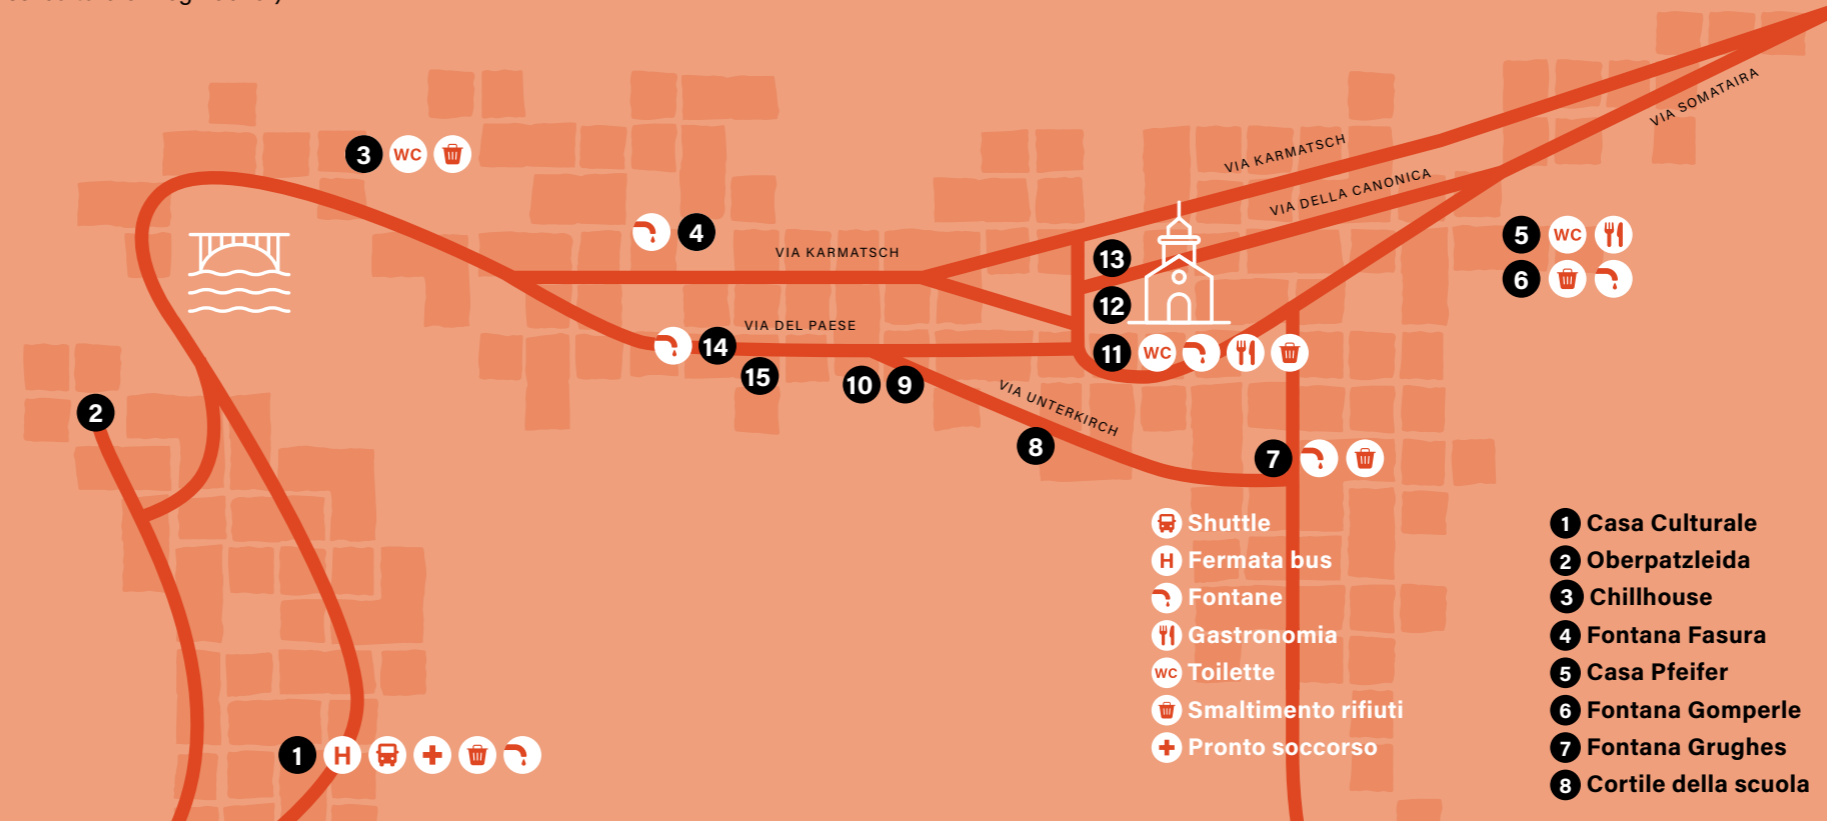 VIA SOMATAIRA
VIA KARMATSCH
3 WC
VIA DELLA CANONICA
4
5 WC
VIA KARMATSCH
13
6
12
VIA DEL PAESE
14
11 WC
15
10 9
2
VIA UNTERKIRCH
8
7
Shuttle
H Fermata bus
Fontane
Gastronomia
WC Toilette
Smaltimento rifiuti
Pronto soccorso
1 Casa Culturale
2 Oberpatzleida
3 Chillhouse
4 Fontana Fasura
5 Casa Pfeifer
6 Fontana Gomperle
7 Fontana Grughes
8 Cortile della scuola
1 H